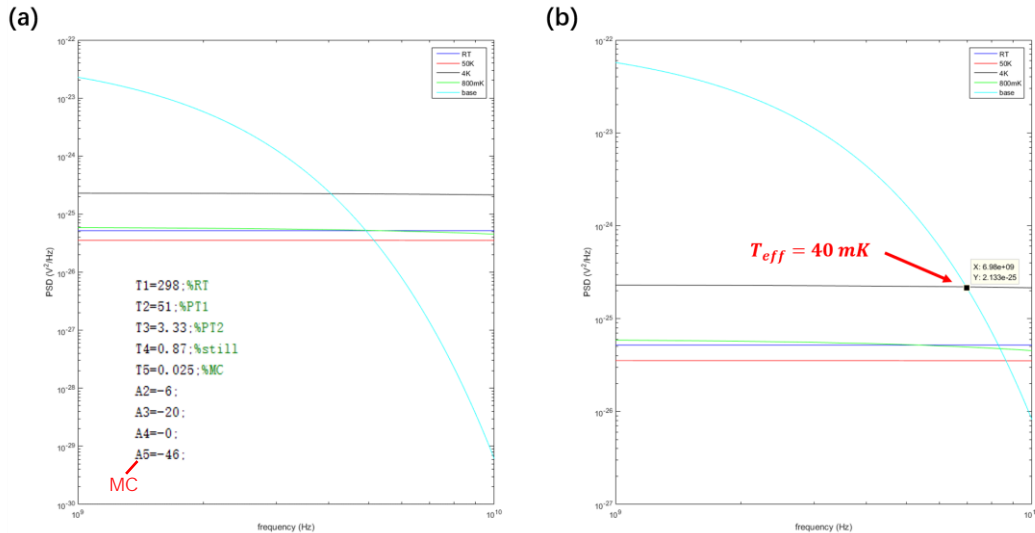 (a)
(b)
10^-22
10^-23
10^-24
10^-25
10^-26
10^-27
10^-28
10^-29
10^-30
PSD (V^2/Hz)
RT
50K
4K
800mK
base
T1=298;%RT
T2=51;%PT1
T3=3.33;%PT2
T4=0.87;%still
T5=0.025;%MC
A2=-6;
A3=-20;
A4=-0;
A5=-46;
MC
10^9
10^10
frequency (Hz)
10^-22
10^-23
10^-24
10^-25
10^-26
10^-27
PSD (V^2/Hz)
RT
50K
4K
800mK
base
T_eff = 40 mK
X: 6.98e+09
Y: 2.133e-25
10^9
frequency (Hz)